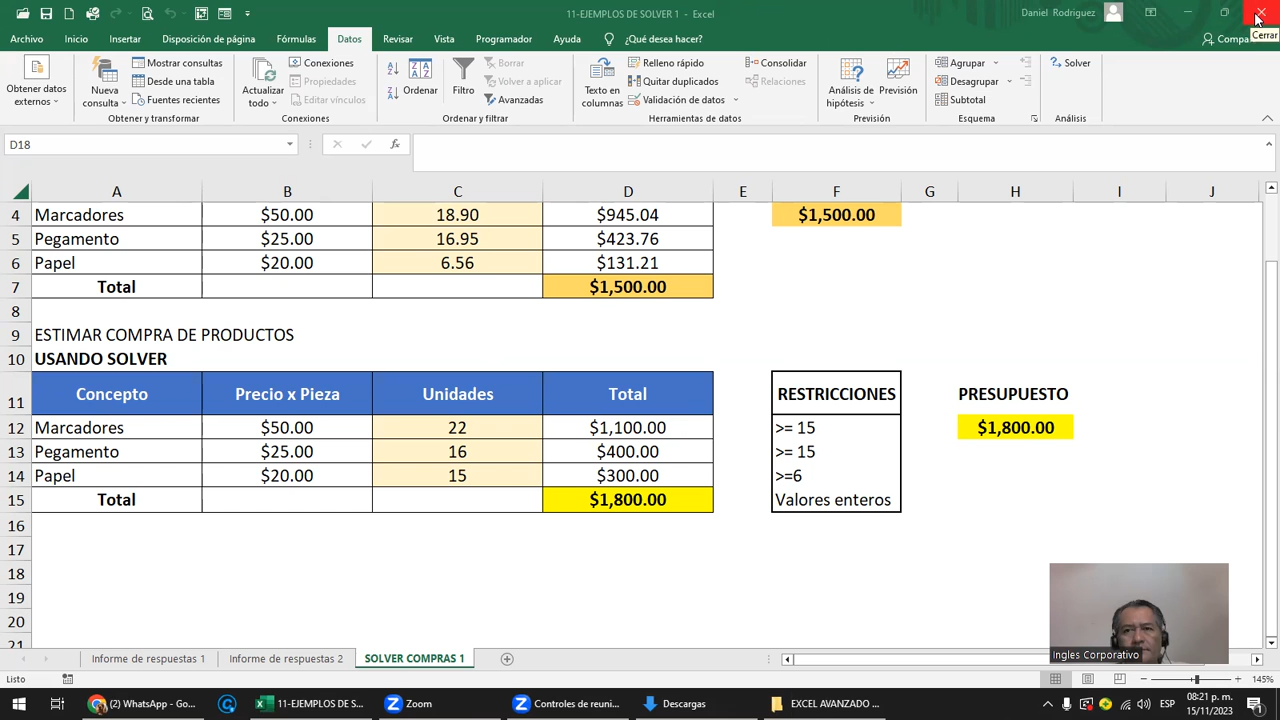 11-EJEMPLOS DE SOLVER 1 - Excel
Daniel Rodriguez
Cerrar
Archivo Inicio Insertar Disposición de página Fórmulas Datos Revisar Vista Programador Ayuda ¿Qué desea hacer?
Obtener datos externos
Nueva consulta
Mostrar consultas
Desde una tabla
Fuentes recientes
Obtener y transformar
Actualizar todo
Conexiones
Propiedades
Editar vínculos
Conexiones
Ordenar
Filtro
Borrar
Volver a aplicar
Avanzadas
Ordenar y filtrar
Texto en columnas
Relleno rápido
Quitar duplicados
Validación de datos
Consolidar
Relaciones
Herramientas de datos
Análisis de hipótesis
Previsión
Previsión
Agrupar
Desagrupar
Subtotal
Esquema
Solver
Análisis
D18
fx
A B C D E F G H I J
4 Marcadores $50.00 18.90 $945.04 $1,500.00
5 Pegamento $25.00 16.95 $423.76
6 Papel $20.00 6.56 $131.21
7 Total $1,500.00
8
9 ESTIMAR COMPRA DE PRODUCTOS
10 USANDO SOLVER
11 Concepto Precio x Pieza Unidades Total RESTRICCIONES PRESUPUESTO
12 Marcadores $50.00 22 $1,100.00 >= 15 $1,800.00
13 Pegamento $25.00 16 $400.00 >= 15
14 Papel $20.00 15 $300.00 >=6
15 Total $1,800.00 Valores enteros
16
17
18
19
20
21
Ingles Corporativo
Informe de respuestas 1 Informe de respuestas 2 SOLVER COMPRAS 1
Listo
145%
(2) WhatsApp - Go...
11-EJEMPLOS DE S...
Zoom
Controles de reuni...
Descargas
EXCEL AVANZADO ...
ESP
08:21 p. m.
15/11/2023